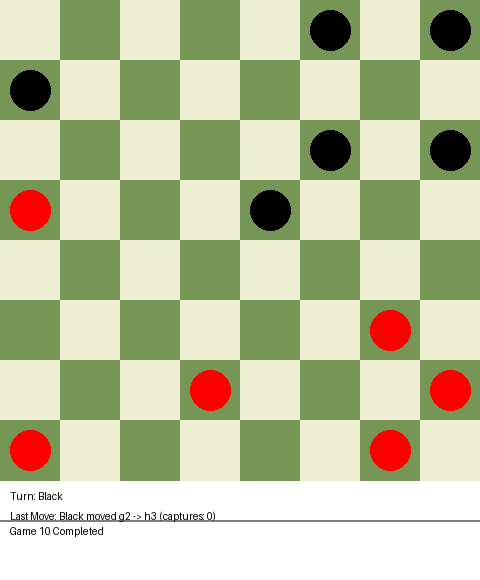 Turn: Black
Last Move: Black moved g2 -> h3 (captures: 0)
Game 10 Completed